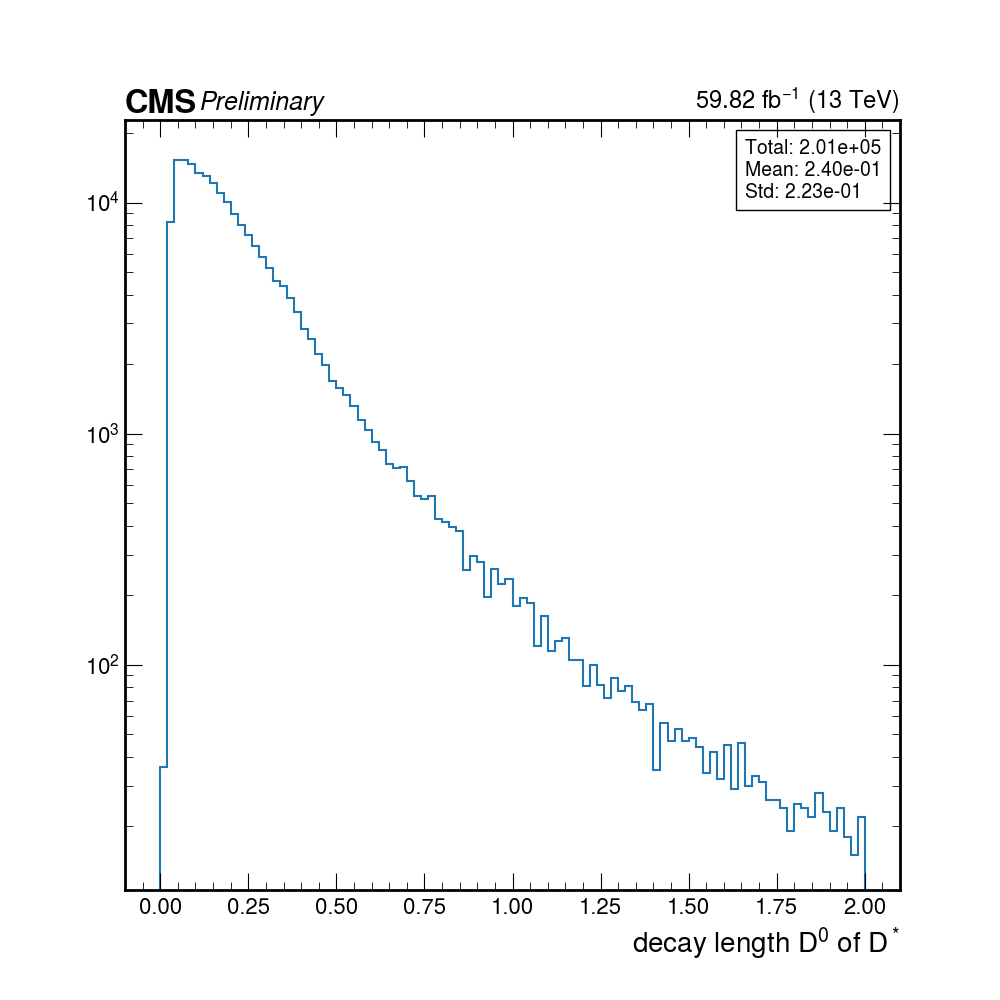 CMS Preliminary 59.82 fb⁻¹ (13 TeV)
Total: 2.01e+05
Mean: 2.40e-01
Std: 2.23e-01
10⁴
10³
10²
0.00 0.25 0.50 0.75 1.00 1.25 1.50 1.75 2.00
decay length D⁰ of D*